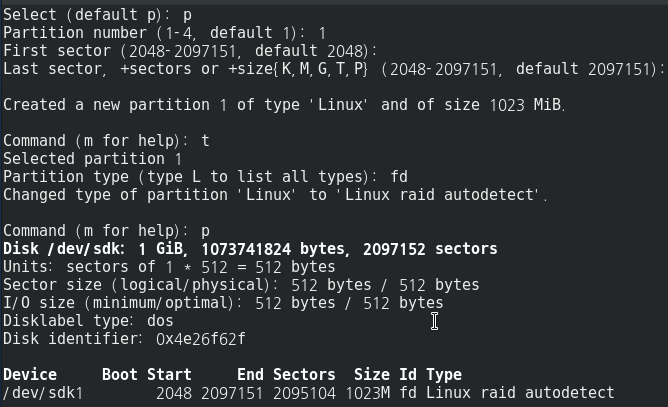 Select (default p): p
Partition number (1-4, default 1): 1
First sector (2048-2097151, default 2048):
Last sector, +sectors or +size{K,M,G,T,P} (2048-2097151, default 2097151):
Created a new partition 1 of type 'Linux' and of size 1023 MiB.
Command (m for help): t
Selected partition 1
Partition type (type L to list all types): fd
Changed type of partition 'Linux' to 'Linux raid autodetect'.
Command (m for help): p
Disk /dev/sdk: 1 GiB, 1073741824 bytes, 2097152 sectors
Units: sectors of 1 * 512 = 512 bytes
Sector size (logical/physical): 512 bytes / 512 bytes
I/O size (minimum/optimal): 512 bytes / 512 bytes
Disklabel type: dos
Disk identifier: 0x4e26f62f
Device     Boot Start     End Sectors  Size Id Type
/dev/sdk1        2048 2097151 2095104 1023M fd Linux raid autodetect